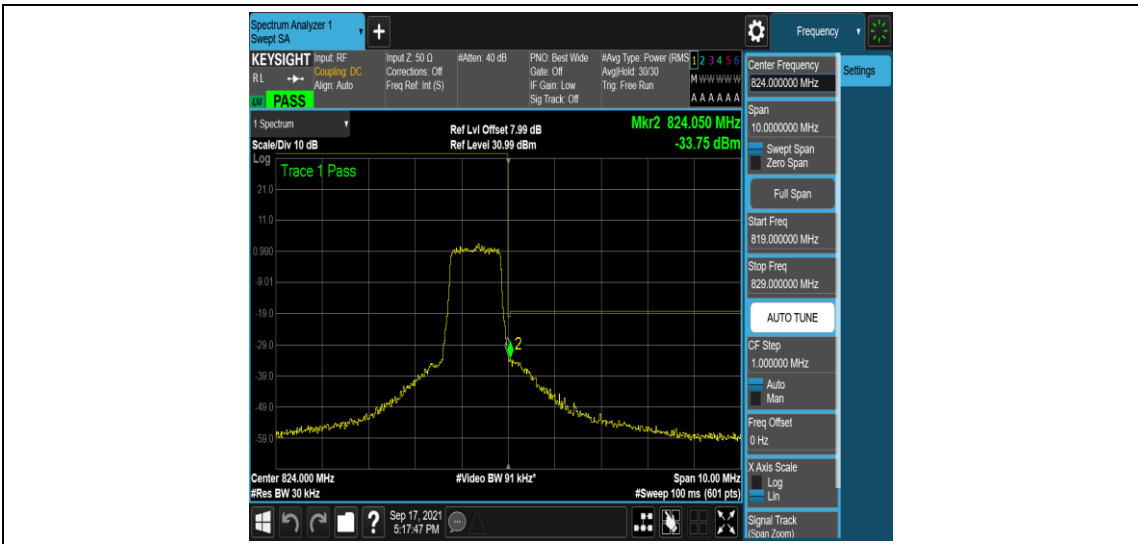 Spectrum Analyzer 1
Swept SA
+
Frequency
KEYSIGHT
RL
LXI PASS
Input: RF
Coupling: DC
Align: Auto
Input Z: 50 Ω
Corrections: Off
Freq Ref: Int (S)
#Atten: 40 dB
PNO: Best Wide
Gate: Off
IF Gain: Low
Sig Track: Off
#Avg Type: Power (RMS
Avg|Hold: 30/30
Trig: Free Run
1 2 3 4 5 6
M W W W W W
A A A A A A
1 Spectrum
Scale/Div 10 dB
Ref Lvl Offset 7.99 dB
Ref Level 30.99 dBm
Mkr2 824.050 MHz
-33.75 dBm
Log
Trace 1 Pass
21.0
11.0
0.990
-9.01
-19.0
-29.0
-39.0
-49.0
-59.0
2
Center 824.000 MHz
#Res BW 30 kHz
#Video BW 91 kHz*
Span 10.00 MHz
#Sweep 100 ms (601 pts)
?
Sep 17, 2021
5:17:47 PM
Center Frequency
824.000000 MHz
Settings
Span
10.0000000 MHz
Swept Span
Zero Span
Full Span
Start Freq
819.000000 MHz
Stop Freq
829.000000 MHz
AUTO TUNE
CF Step
1.000000 MHz
Auto
Man
Freq Offset
0 Hz
X Axis Scale
Log
Lin
Signal Track
(Span Zoom)